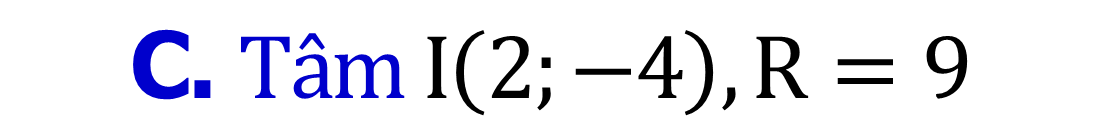 C. Tâm I(2; −4), R = 9